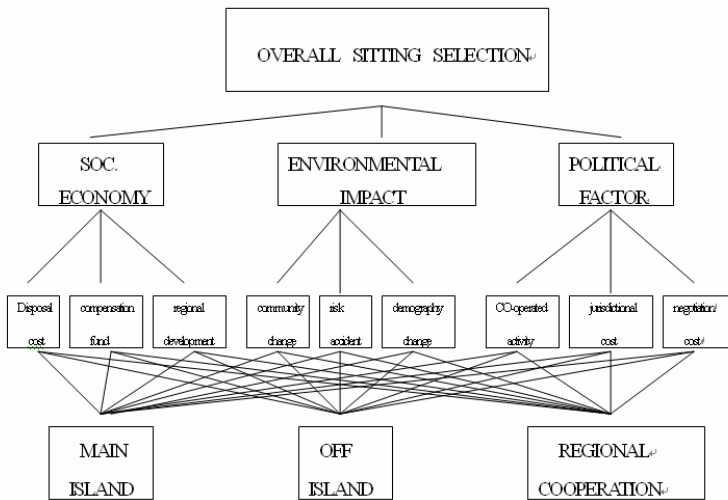 OVERALL SITTING SELECTION
SOC.
ECONOMY
ENVIRONMENTAL
IMPACT
POLITICAL
FACTOR
Disposal
cost
compensation
fund
regional
development
community
change
risk
accident
demography
change
CO-operated
activity
jurisdictional
cost
negotiation/
cost/
MAIN
ISLAND
OFF
ISLAND
REGIONAL
COOPERATION